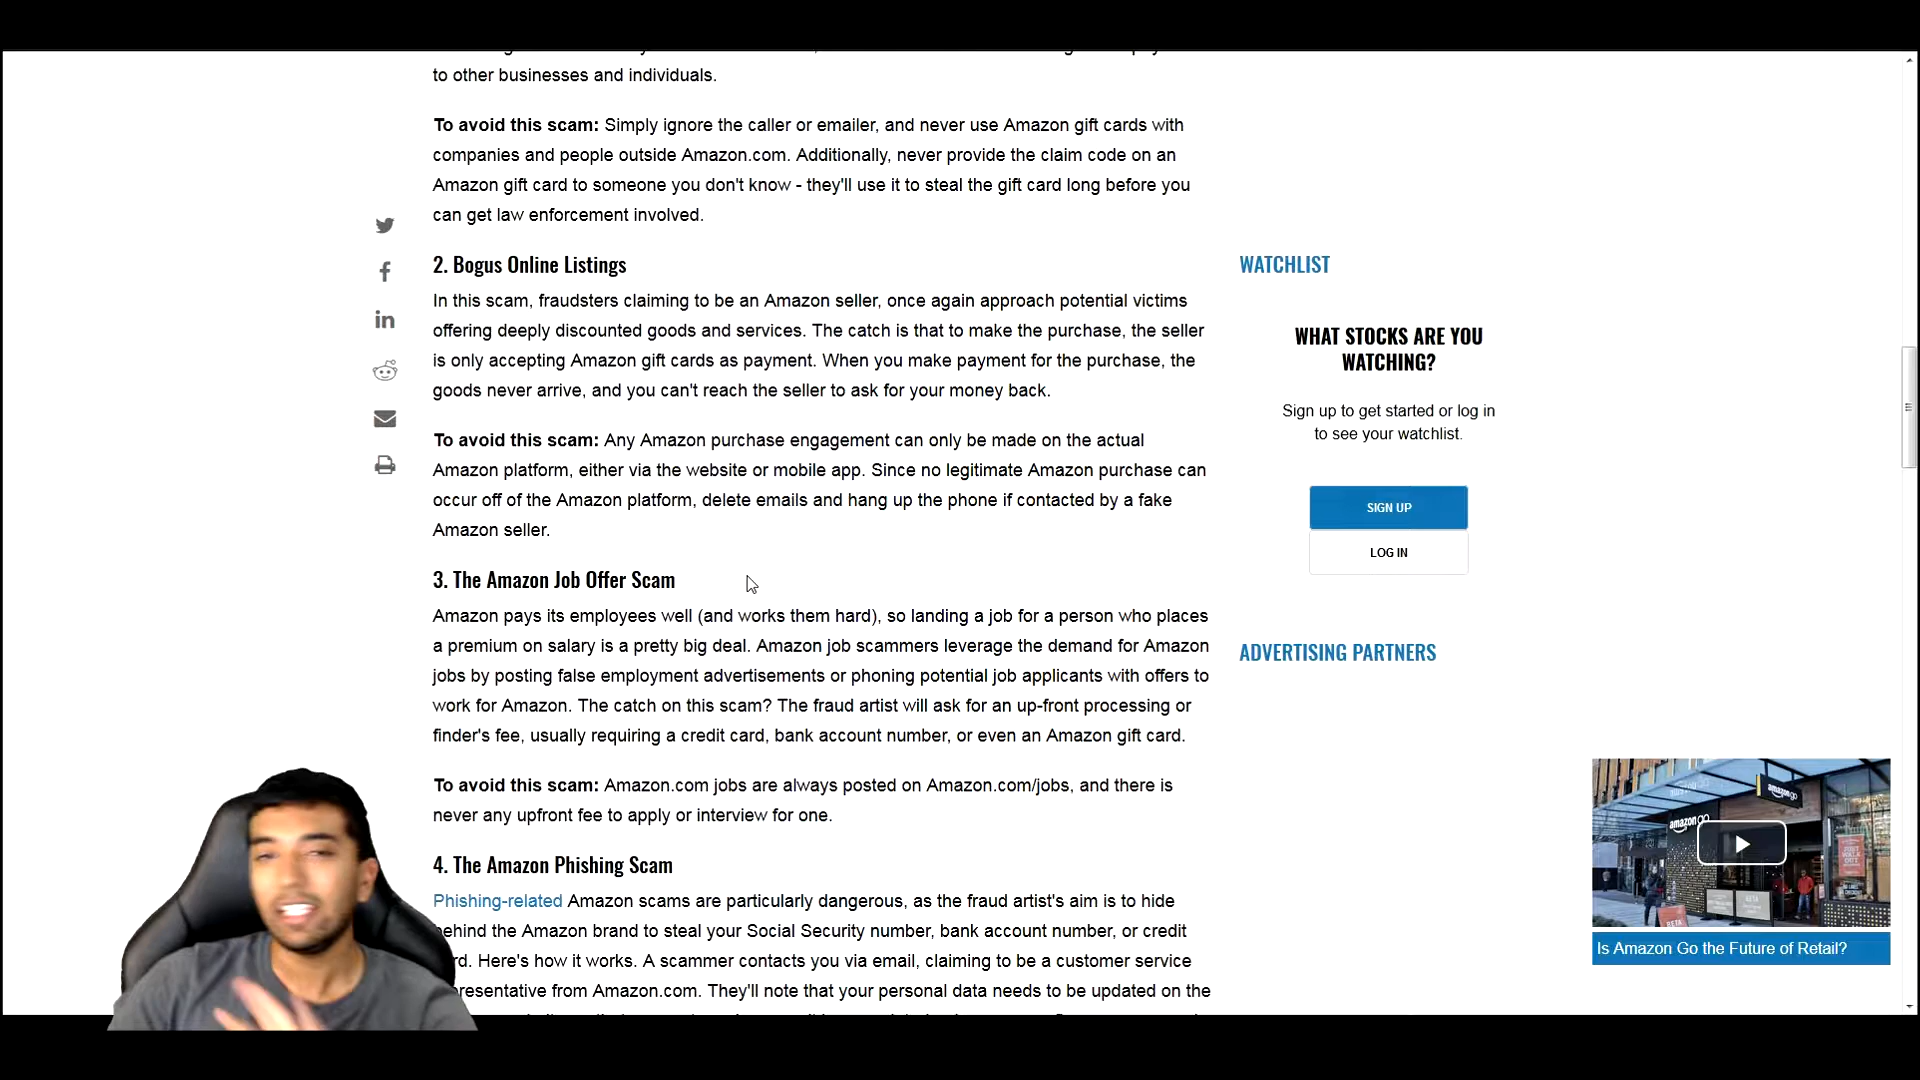 to other businesses and individuals.
To avoid this scam: Simply ignore the caller or emailer, and never use Amazon gift cards with
companies and people outside Amazon.com. Additionally, never provide the claim code on an
Amazon gift card to someone you don't know - they'll use it to steal the gift card long before you
can get law enforcement involved.
2. Bogus Online Listings
In this scam, fraudsters claiming to be an Amazon seller, once again approach potential victims
offering deeply discounted goods and services. The catch is that to make the purchase, the seller
is only accepting Amazon gift cards as payment. When you make payment for the purchase, the
goods never arrive, and you can't reach the seller to ask for your money back.
To avoid this scam: Any Amazon purchase engagement can only be made on the actual
Amazon platform, either via the website or mobile app. Since no legitimate Amazon purchase can
occur off of the Amazon platform, delete emails and hang up the phone if contacted by a fake
Amazon seller.
3. The Amazon Job Offer Scam
Amazon pays its employees well (and works them hard), so landing a job for a person who places
a premium on salary is a pretty big deal. Amazon job scammers leverage the demand for Amazon
jobs by posting false employment advertisements or phoning potential job applicants with offers to
work for Amazon. The catch on this scam? The fraud artist will ask for an up-front processing or
finder's fee, usually requiring a credit card, bank account number, or even an Amazon gift card.
To avoid this scam: Amazon.com jobs are always posted on Amazon.com/jobs, and there is
never any upfront fee to apply or interview for one.
4. The Amazon Phishing Scam
Phishing-related Amazon scams are particularly dangerous, as the fraud artist's aim is to hide
behind the Amazon brand to steal your Social Security number, bank account number, or credit
rd. Here's how it works. A scammer contacts you via email, claiming to be a customer service
presentative from Amazon.com. They'll note that your personal data needs to be updated on the
WATCHLIST
WHAT STOCKS ARE YOU
WATCHING?
Sign up to get started or log in
to see your watchlist.
SIGN UP
LOG IN
ADVERTISING PARTNERS
amazon go
amazon go
JUST
WALK
OUT
BETA
Is Amazon Go the Future of Retail?